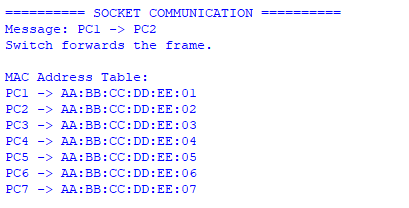 ========== SOCKET COMMUNICATION ==========
Message: PC1 -> PC2
Switch forwards the frame.

MAC Address Table:
PC1 -> AA:BB:CC:DD:EE:01
PC2 -> AA:BB:CC:DD:EE:02
PC3 -> AA:BB:CC:DD:EE:03
PC4 -> AA:BB:CC:DD:EE:04
PC5 -> AA:BB:CC:DD:EE:05
PC6 -> AA:BB:CC:DD:EE:06
PC7 -> AA:BB:CC:DD:EE:07